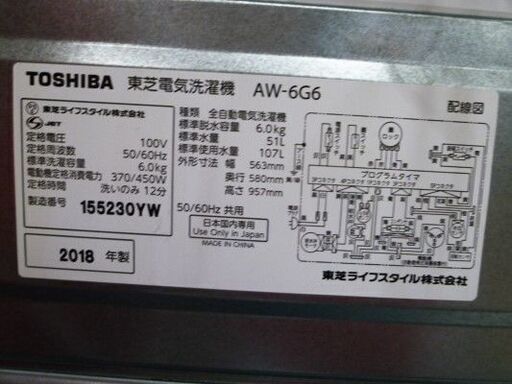 TOSHIBA 東芝電気洗濯機 AW-6G6
配線図
東芝ライフスタイル株式会社
JET
定格電圧 100V
定格周波数 50/60Hz
標準洗濯容量 6.0kg
電動機定格消費電力 370/450W
定格時間 洗いのみ 12分
製造番号 155230YW
2018 年製
種類 全自動電気洗濯機
標準脱水容量 6.0kg
標準水量 51L
標準使用水量 107L
外形寸法 幅 563mm
奥行 580mm
高さ 957mm
50/60Hz 共用
日本国内専用
Use Only in Japan
MADE IN CHINA
ロック
プログラムタイマ
東芝ライフスタイル株式会社